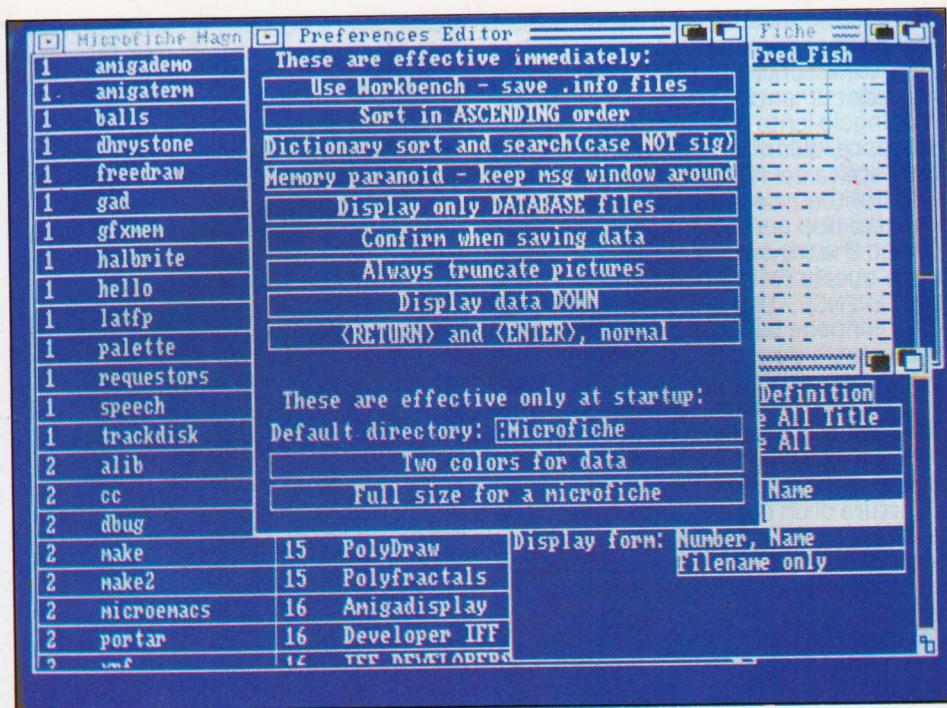 Microfiche Magn
1 amigademo
1 amigaterm
1 balls
1 dhrystone
1 freedraw
1 gad
1 gfxmem
1 halbrite
1 hello
1 latfp
1 palette
1 requestors
1 speech
1 trackdisk
2 alib
2 cc
2 dbug
2 make
2 make2
2 microemacs
2 portar
15 PolyDraw
15 Polyfractals
16 Amigadisplay
16 Developer IFF
16 IFF DEVELOPERS
Preferences Editor
These are effective immediately:
Use Workbench - save .info files
Sort in ASCENDING order
Dictionary sort and search(case NOT sig)
Memory paranoid - keep msg window around
Display only DATABASE files
Confirm when saving data
Always truncate pictures
Display data DOWN
<RETURN> and <ENTER>, normal
These are effective only at startup:
Default directory: :Microfiche
Two colors for data
Full size for a microfiche
Fiche
Fred_Fish
Definition
All Title
All
Name
Display form: Number, Name
Filename only